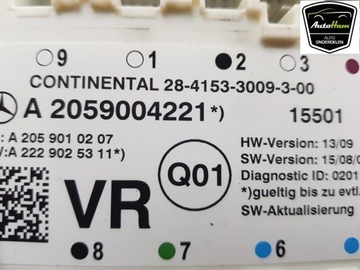 AutoHam
AUTO
ONDERDELEN
9 1 2 3
CONTINENTAL 28-4153-3009-3-00
A 2059004221*) 15501
: A 205 901 02 07
: A 222 902 53 11*)
HW-Version: 13/09
SW-Version: 15/08/0
Diagnostic ID: 0201
*)gueltig bis zu evtl
SW-Aktualisierung
VR
Q01
8 7 6